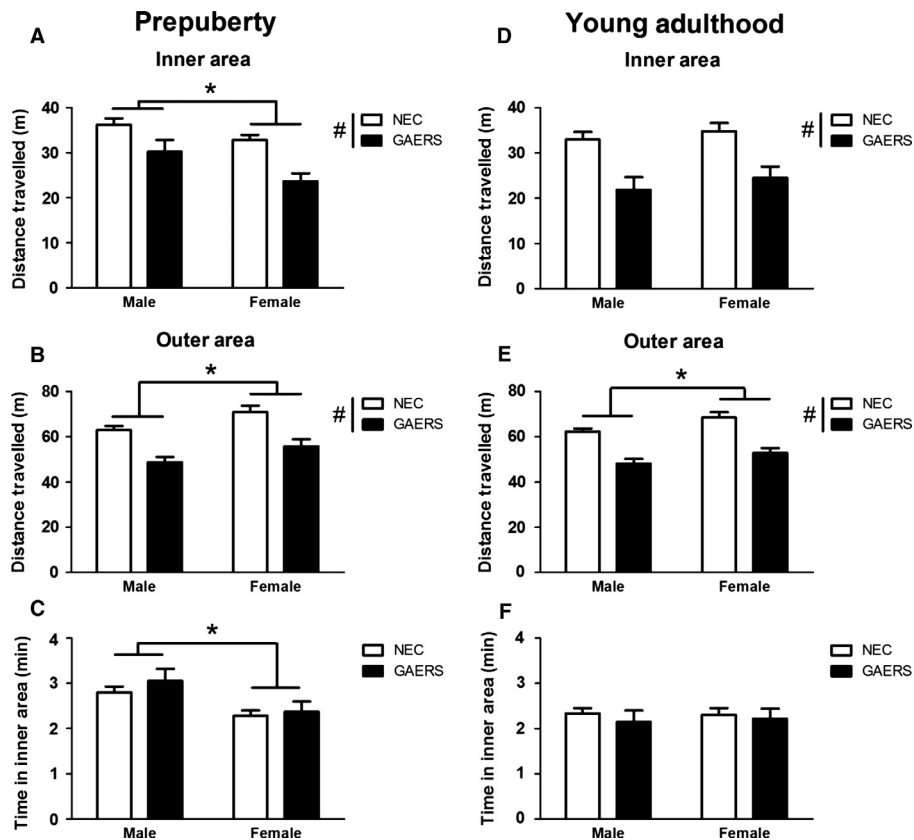 Prepuberty
A
Inner area
Distance travelled (m)
40
30
20
10
0
*
#
NEC
GAERS
Male Female
B
Outer area
Distance travelled (m)
80
60
40
20
0
*
#
NEC
GAERS
Male Female
C
Time in inner area (min)
4
3
2
1
0
*
NEC
GAERS
Male Female
Young adulthood
D
Inner area
Distance travelled (m)
40
30
20
10
0
#
NEC
GAERS
Male Female
E
Outer area
Distance travelled (m)
80
60
40
20
0
*
#
NEC
GAERS
Male Female
F
Time in inner area (min)
4
3
2
1
0
NEC
GAERS
Male Female